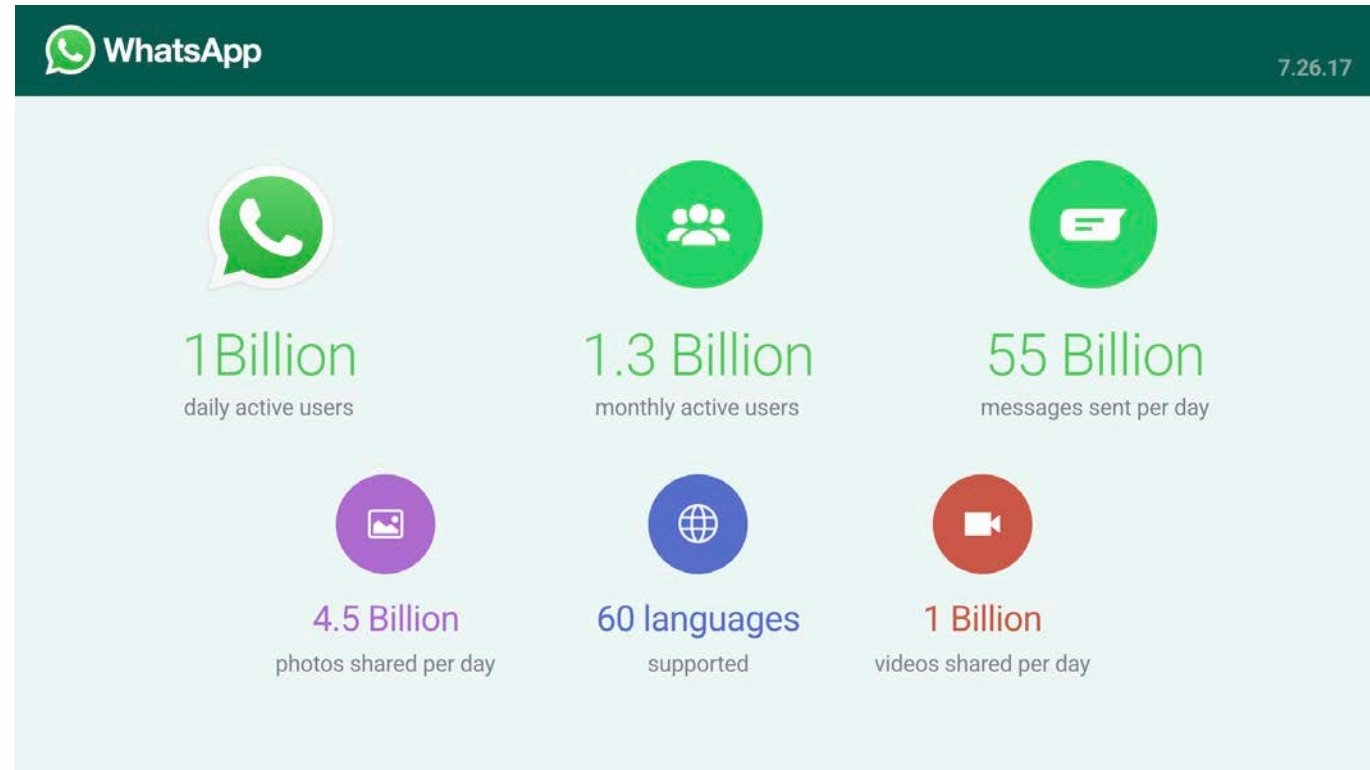 WhatsApp
7.26.17
1Billion
daily active users
1.3 Billion
monthly active users
55 Billion
messages sent per day
4.5 Billion
photos shared per day
60 languages
supported
1 Billion
videos shared per day